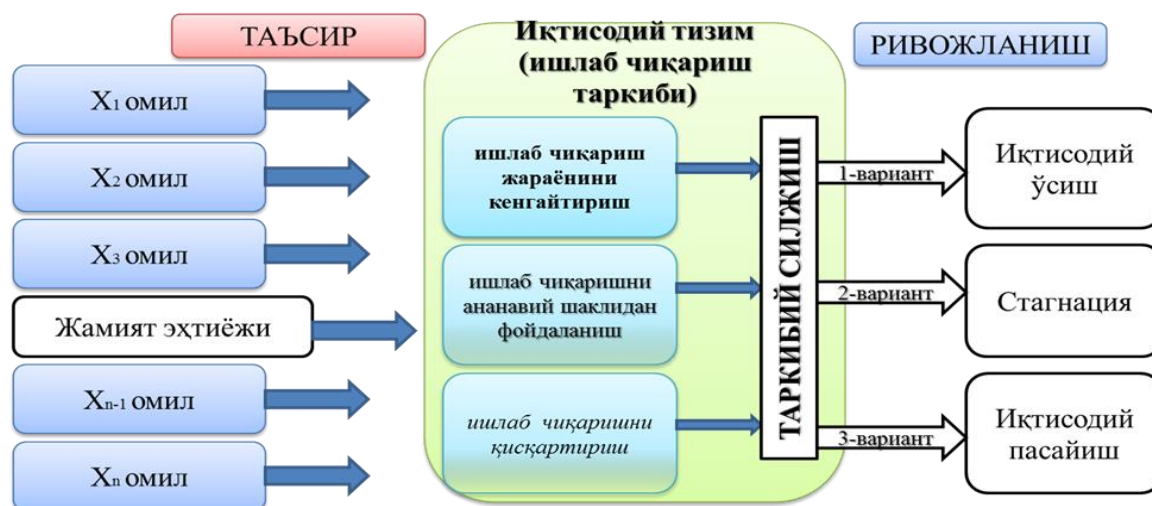 ТАЪСИР
X1 омил
X2 омил
X3 омил
Жамият эҳтиёжи
Xn-1 омил
Xn омил
Иқтисодий тизим
(ишлаб чиқариш
таркиби)
ишлаб чиқариш
жараёнини
кенгайтириш
ишлаб чиқаришни
ананавий шаклидан
фойдаланиш
ишлаб чиқаришни
қисқартириш
ТАРКИБИЙ СИЛЖИШ
РИВОЖЛАНИШ
1-вариант
Иқтисодий
ўсиш
2-вариант
Стагнация
3-вариант
Иқтисодий
пасайиш